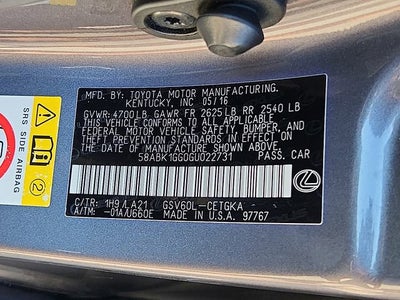 MFD. BY: TOYOTA MOTOR MANUFACTURING.
KENTUCKY, INC 05/16
GVWR: 4700LB GAWR FR 2625LB RR 2540 LB
THIS VEHICLE CONFORMS TO ALL APPLICABLE
FEDERAL MOTOR VEHICLE SAFETY, BUMPER, AND
THEFT PREVENTION STANDARDS IN EFFECT ON
THE DATE OF MANUFACTURE SHOWN ABOVE.
58ABK1GG0GU022731 PASS. CAR
C/TR: 1H9/LA21 GSV60L-CETGKA
A/TM: -01A/U660E MADE IN U.S.A. 97767
SRS SIDE AIRBAG